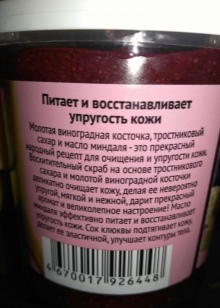 Питает и восстанавливает
упругость кожи
Молотая виноградная косточка, тростниковый
сахар и масло миндаля - это прекрасный
народный рецепт для очищения и упругости кожи.
Восхитительный скраб на основе тростникового
сахара и молотой виноградной косточки
деликатно очищает кожу, делая ее невероятно
упругой, мягкой и нежной, дарит прекрасный
аромат и великолепное настроение! Масло
миндаля эффективно питает и восстанавливает
упругость кожи. Сок клюквы подтягивает кожу,
делает ее эластичной, улучшает контуры тела.
4670017926448